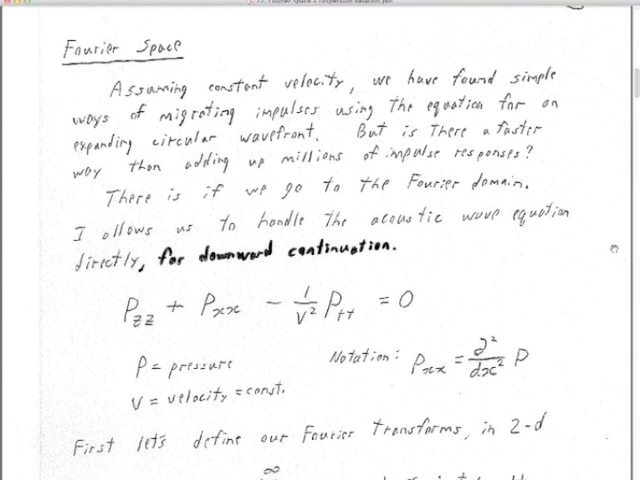 Fourier Space
Assuming constant velocity, we have found simple
ways of migrating impulses using the equation for an
expanding circular wavefront. But is there a faster
way than adding up millions of impulse responses?
There is if we go to the Fourier domain.
I allows us to handle the acoustic wave equation
directly, for downward continuation.
P_zz + P_xx - 1/V² P_tt = 0
P = pressure
Notation: P_xx = ∂²/dx² P
V = velocity = const.
First let's define our Fourier transforms, in 2-d
∞